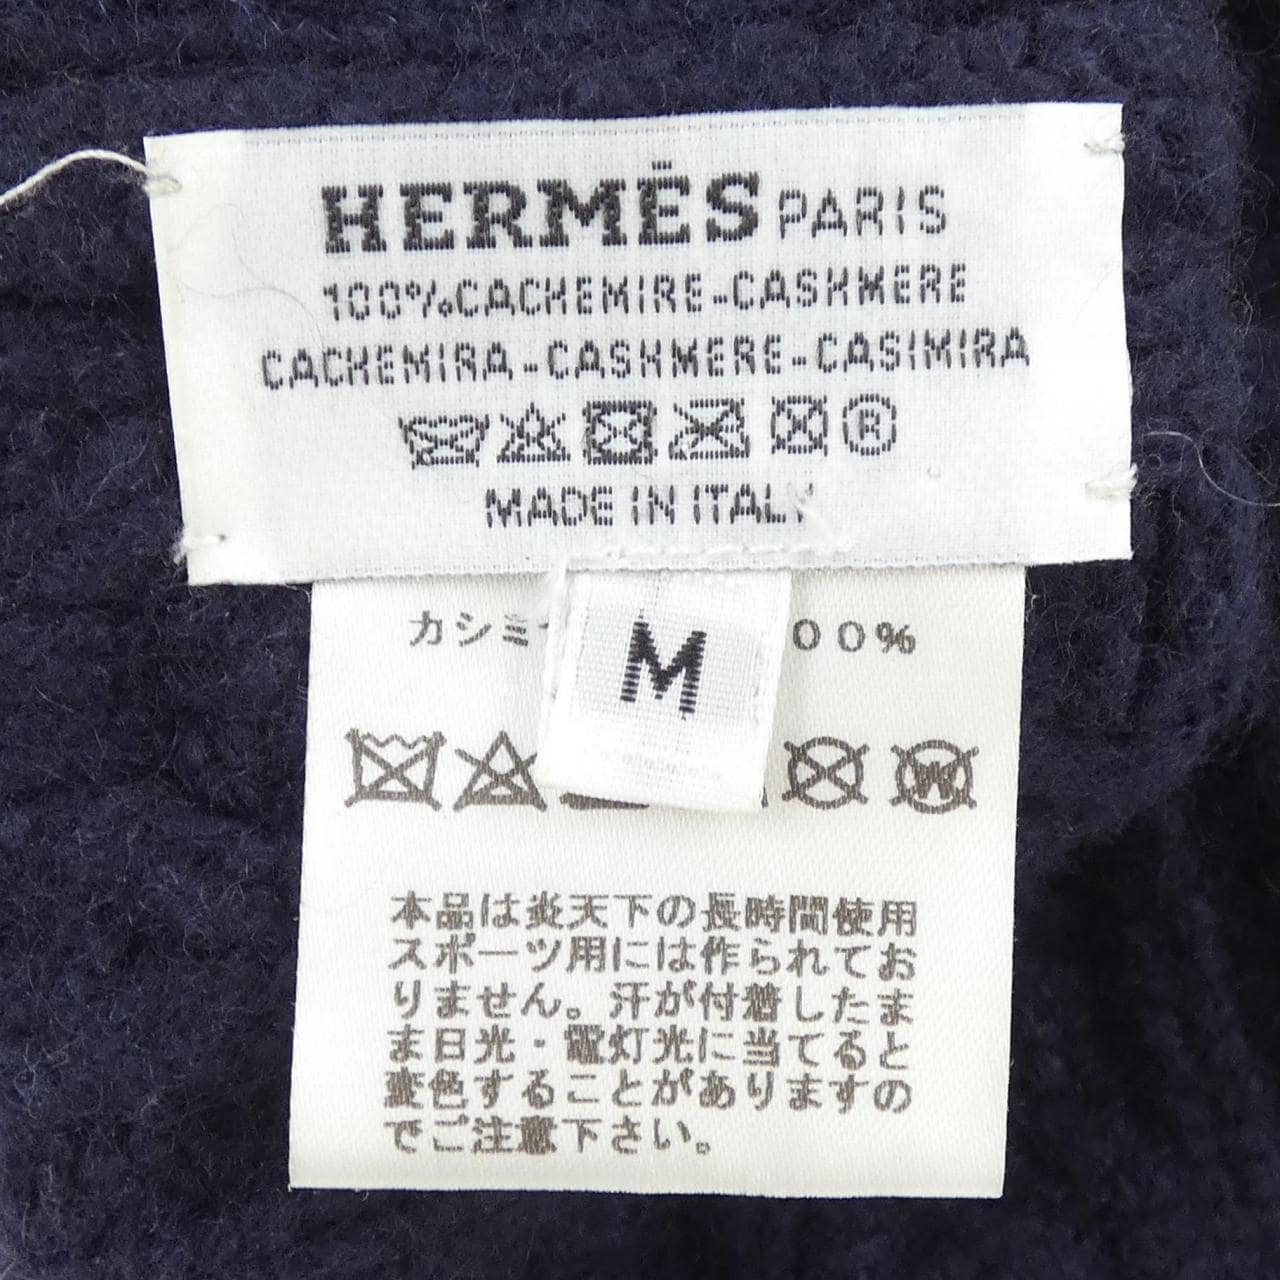 HERMÈS PARIS
100%CACHEMIRE-CASHMERE
CACHEMIRA-CASHMERE-CASIMIRA
Ⓡ
MADE IN ITALY
カシミ 00%
M
W
本品は炎天下の長時間使用
スポーツ用には作られてお
りません。汗が付着したま
ま日光・電灯光に当てると
変色することがありますの
でご注意下さい。